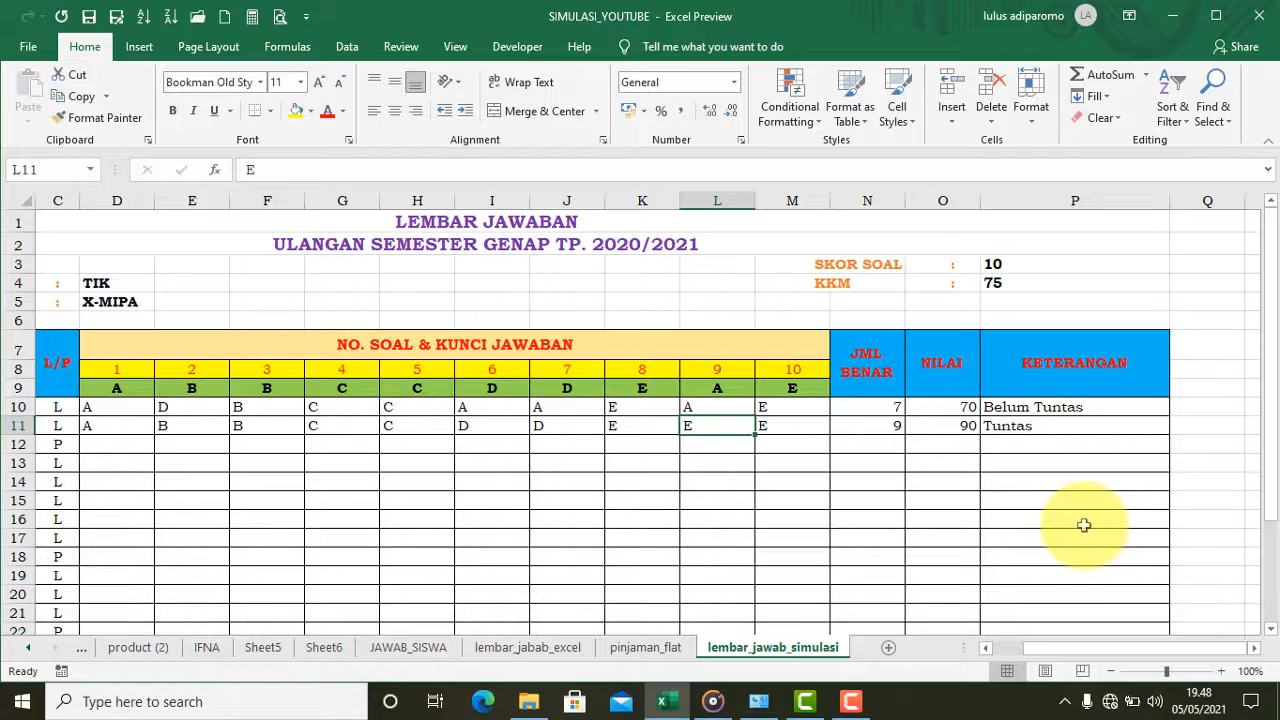 SIMULASI_YOUTUBE - Excel Preview
lulus adiparomo LA
File Home Insert Page Layout Formulas Data Review View Developer Help Tell me what you want to do Share
Paste Cut Copy Format Painter
Bookman Old Sty 11
B I U
Wrap Text
Merge & Center
General
Conditional Formatting
Format as Table
Cell Styles
Insert Delete Format
AutoSum Fill Clear
Sort & Filter
Find & Select
Clipboard Font Alignment Number Styles Cells Editing
L11 fx E
C D E F G H I J K L M N O P Q
1 LEMBAR JAWABAN
2 ULANGAN SEMESTER GENAP TP. 2020/2021
3 SKOR SOAL : 10
4 : TIK KKM : 75
5 : X-MIPA
6
7 L/P NO. SOAL & KUNCI JAWABAN JML BENAR NILAI KETERANGAN
8 1 2 3 4 5 6 7 8 9 10
9 A B B C C D D E A E
10 L A D B C C A A E A E 7 70 Belum Tuntas
11 L A B B C C D D E E E 9 90 Tuntas
12 P
13 L
14 L
15 L
16 L
17 L
18 P
19 L
20 L
21 L
22 P
... product (2) IFNA Sheet5 Sheet6 JAWAB_SISWA lembar_jabab_excel pinjaman_flat lembar_jawab_simulasi
Ready 100%
Type here to search
19.48
05/05/2021